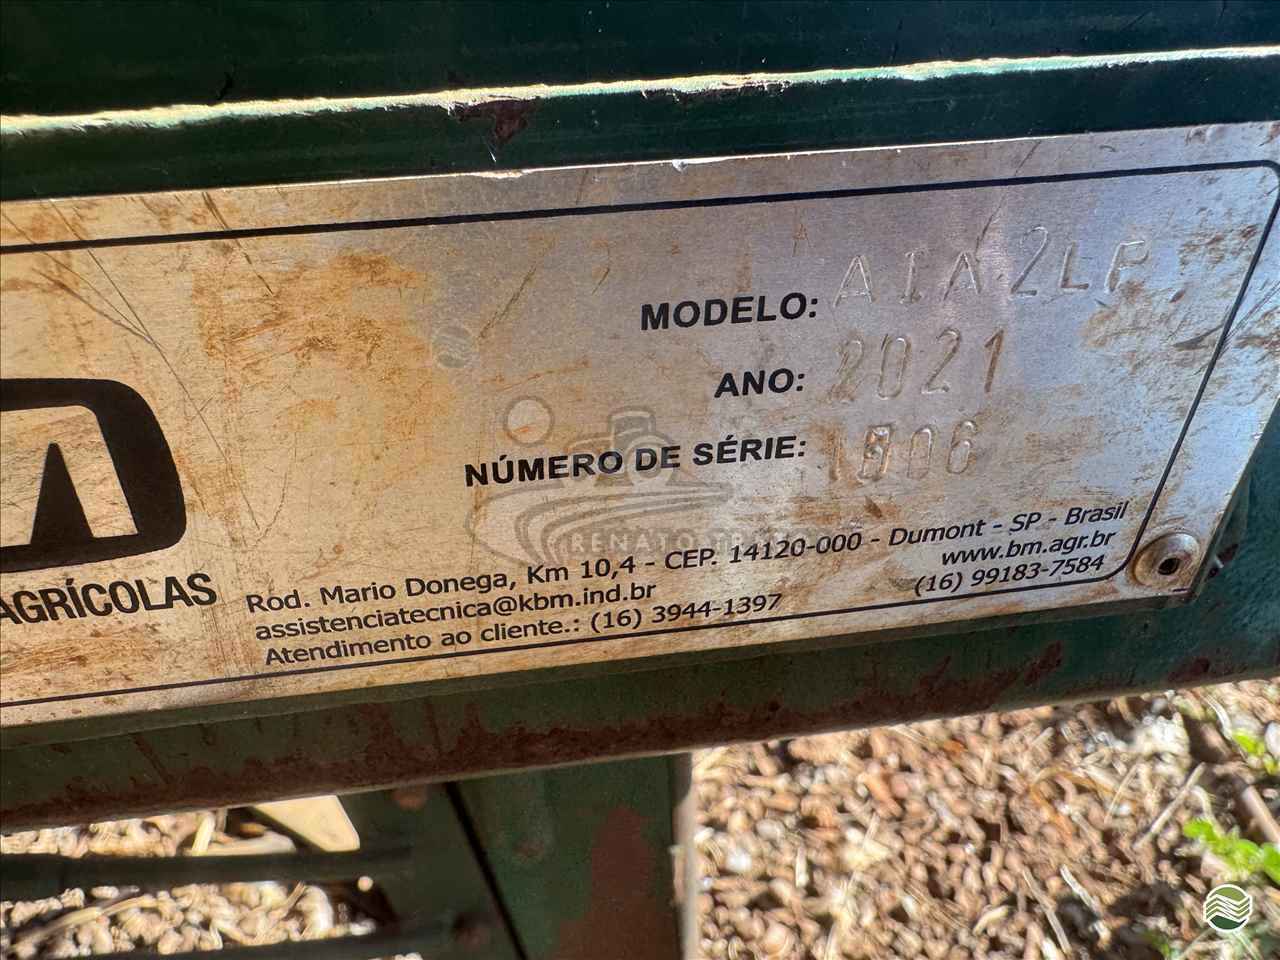 MODELO: AIA 2LP
ANO: 2021
NÚMERO DE SÉRIE: 1006
AGRÍCOLAS
Rod. Mario Donega, Km 10,4 - CEP. 14120-000 - Dumont - SP - Brasil
assistenciatecnica@kbm.ind.br www.bm.agr.br
Atendimento ao cliente.: (16) 3944-1397 (16) 99183-7584
RENATO